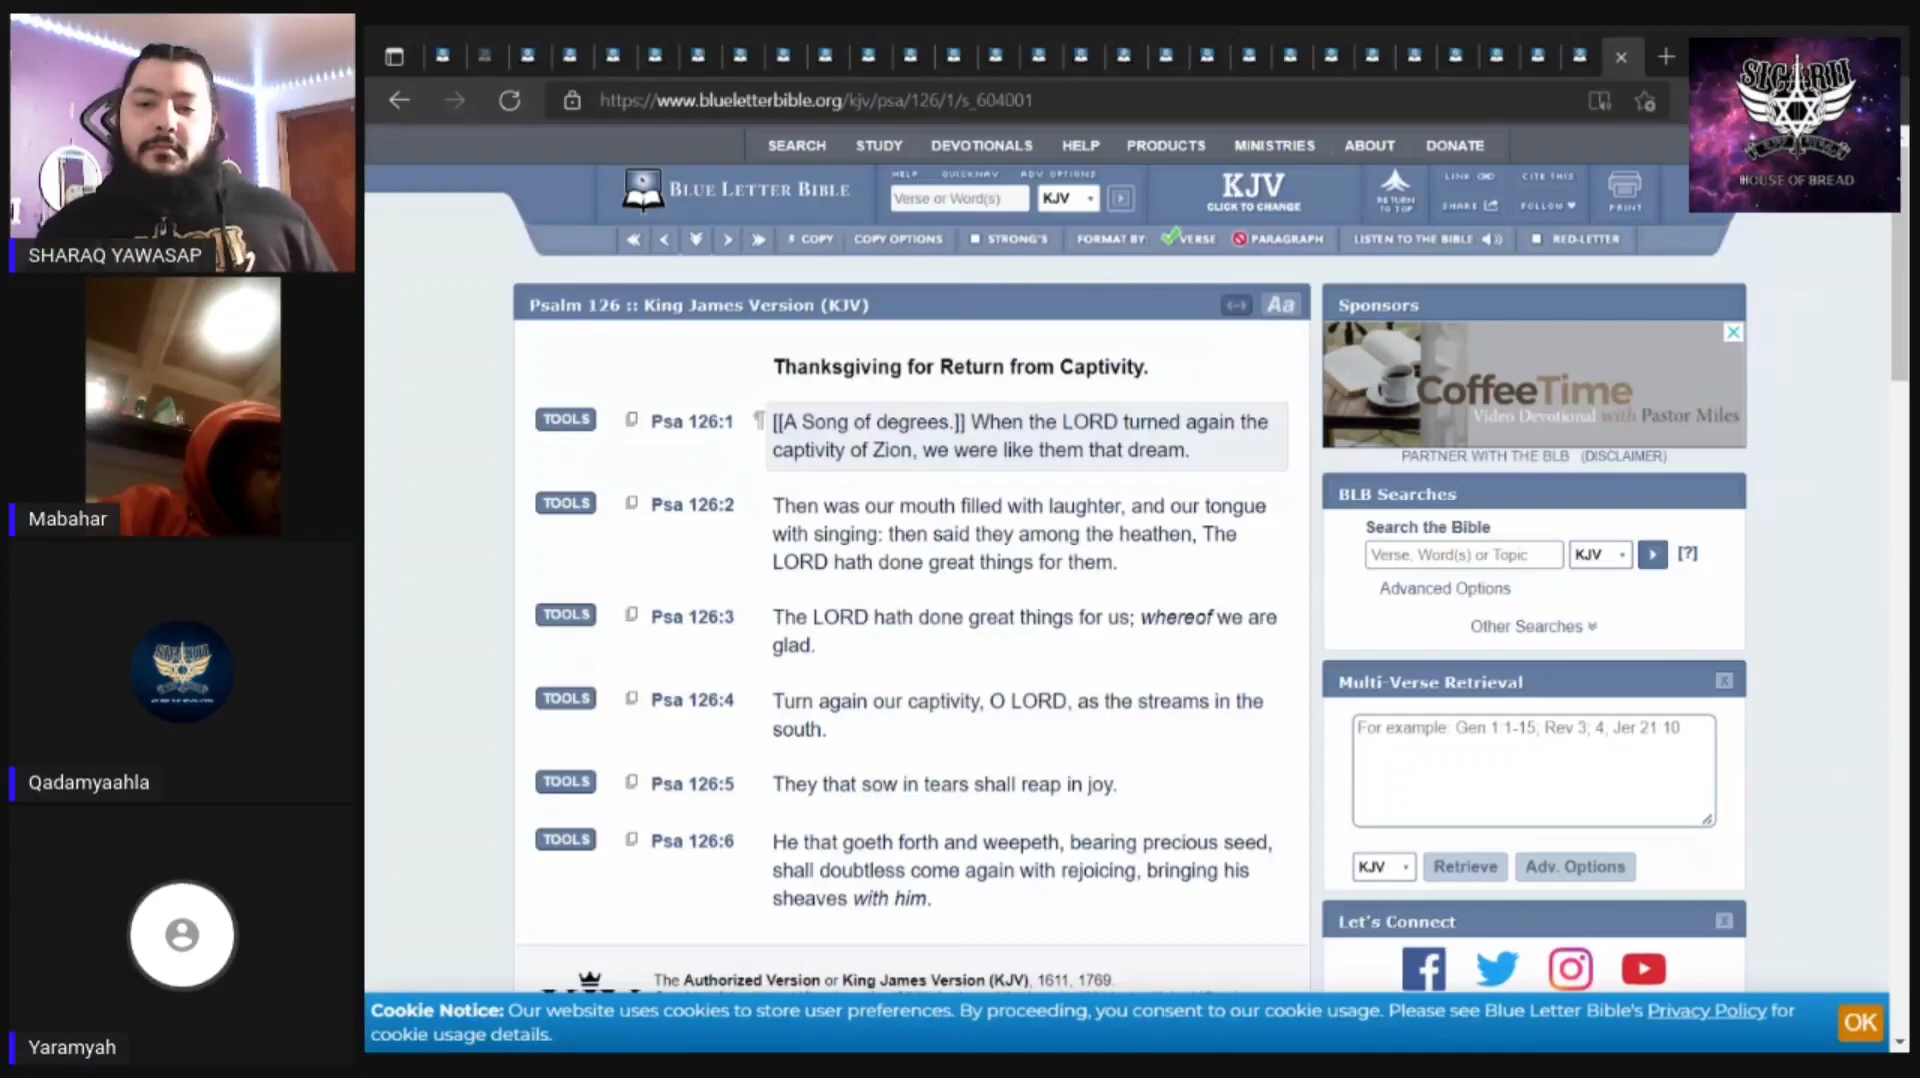 SHARAQ YAWASAP
Mabahar
Qadamyaahla
Yaramyah
https://www.blueletterbible.org/kjv/psa/126/1/s_604001
SICARII
HOUSE OF BREAD
SEARCH STUDY DEVOTIONALS HELP PRODUCTS MINISTRIES ABOUT DONATE
HELP QUICKNAV ADV OPTIONS
BLUE LETTER BIBLE
Verse or Word(s)
KJV
KJV
CLICK TO CHANGE
RETURN
TO TOP
LINK
CITE THIS
SHARE
FOLLOW
PRINT
COPY COPY OPTIONS STRONG'S FORMAT BY VERSE PARAGRAPH LISTEN TO THE BIBLE RED-LETTER
Psalm 126 :: King James Version (KJV)
Aa
Thanksgiving for Return from Captivity.
TOOLS Psa 126:1 ¶ [[A Song of degrees.]] When the LORD turned again the
captivity of Zion, we were like them that dream.
TOOLS Psa 126:2 Then was our mouth filled with laughter, and our tongue
with singing: then said they among the heathen, The
LORD hath done great things for them.
TOOLS Psa 126:3 The LORD hath done great things for us; whereof we are
glad.
TOOLS Psa 126:4 Turn again our captivity, O LORD, as the streams in the
south.
TOOLS Psa 126:5 They that sow in tears shall reap in joy.
TOOLS Psa 126:6 He that goeth forth and weepeth, bearing precious seed,
shall doubtless come again with rejoicing, bringing his
sheaves with him.
The Authorized Version or King James Version (KJV), 1611, 1769.
Sponsors
CoffeeTime
Video Devotional with Pastor Miles
PARTNER WITH THE BLB (DISCLAIMER)
BLB Searches
Search the Bible
Verse, Word(s) or Topic
KJV
[?]
Advanced Options
Other Searches
Multi-Verse Retrieval
For example: Gen 1:1-15; Rev 3; 4; Jer 21:10
KJV
Retrieve
Adv. Options
Let's Connect
Cookie Notice: Our website uses cookies to store user preferences. By proceeding, you consent to our cookie usage. Please see Blue Letter Bible's Privacy Policy for
cookie usage details.
OK